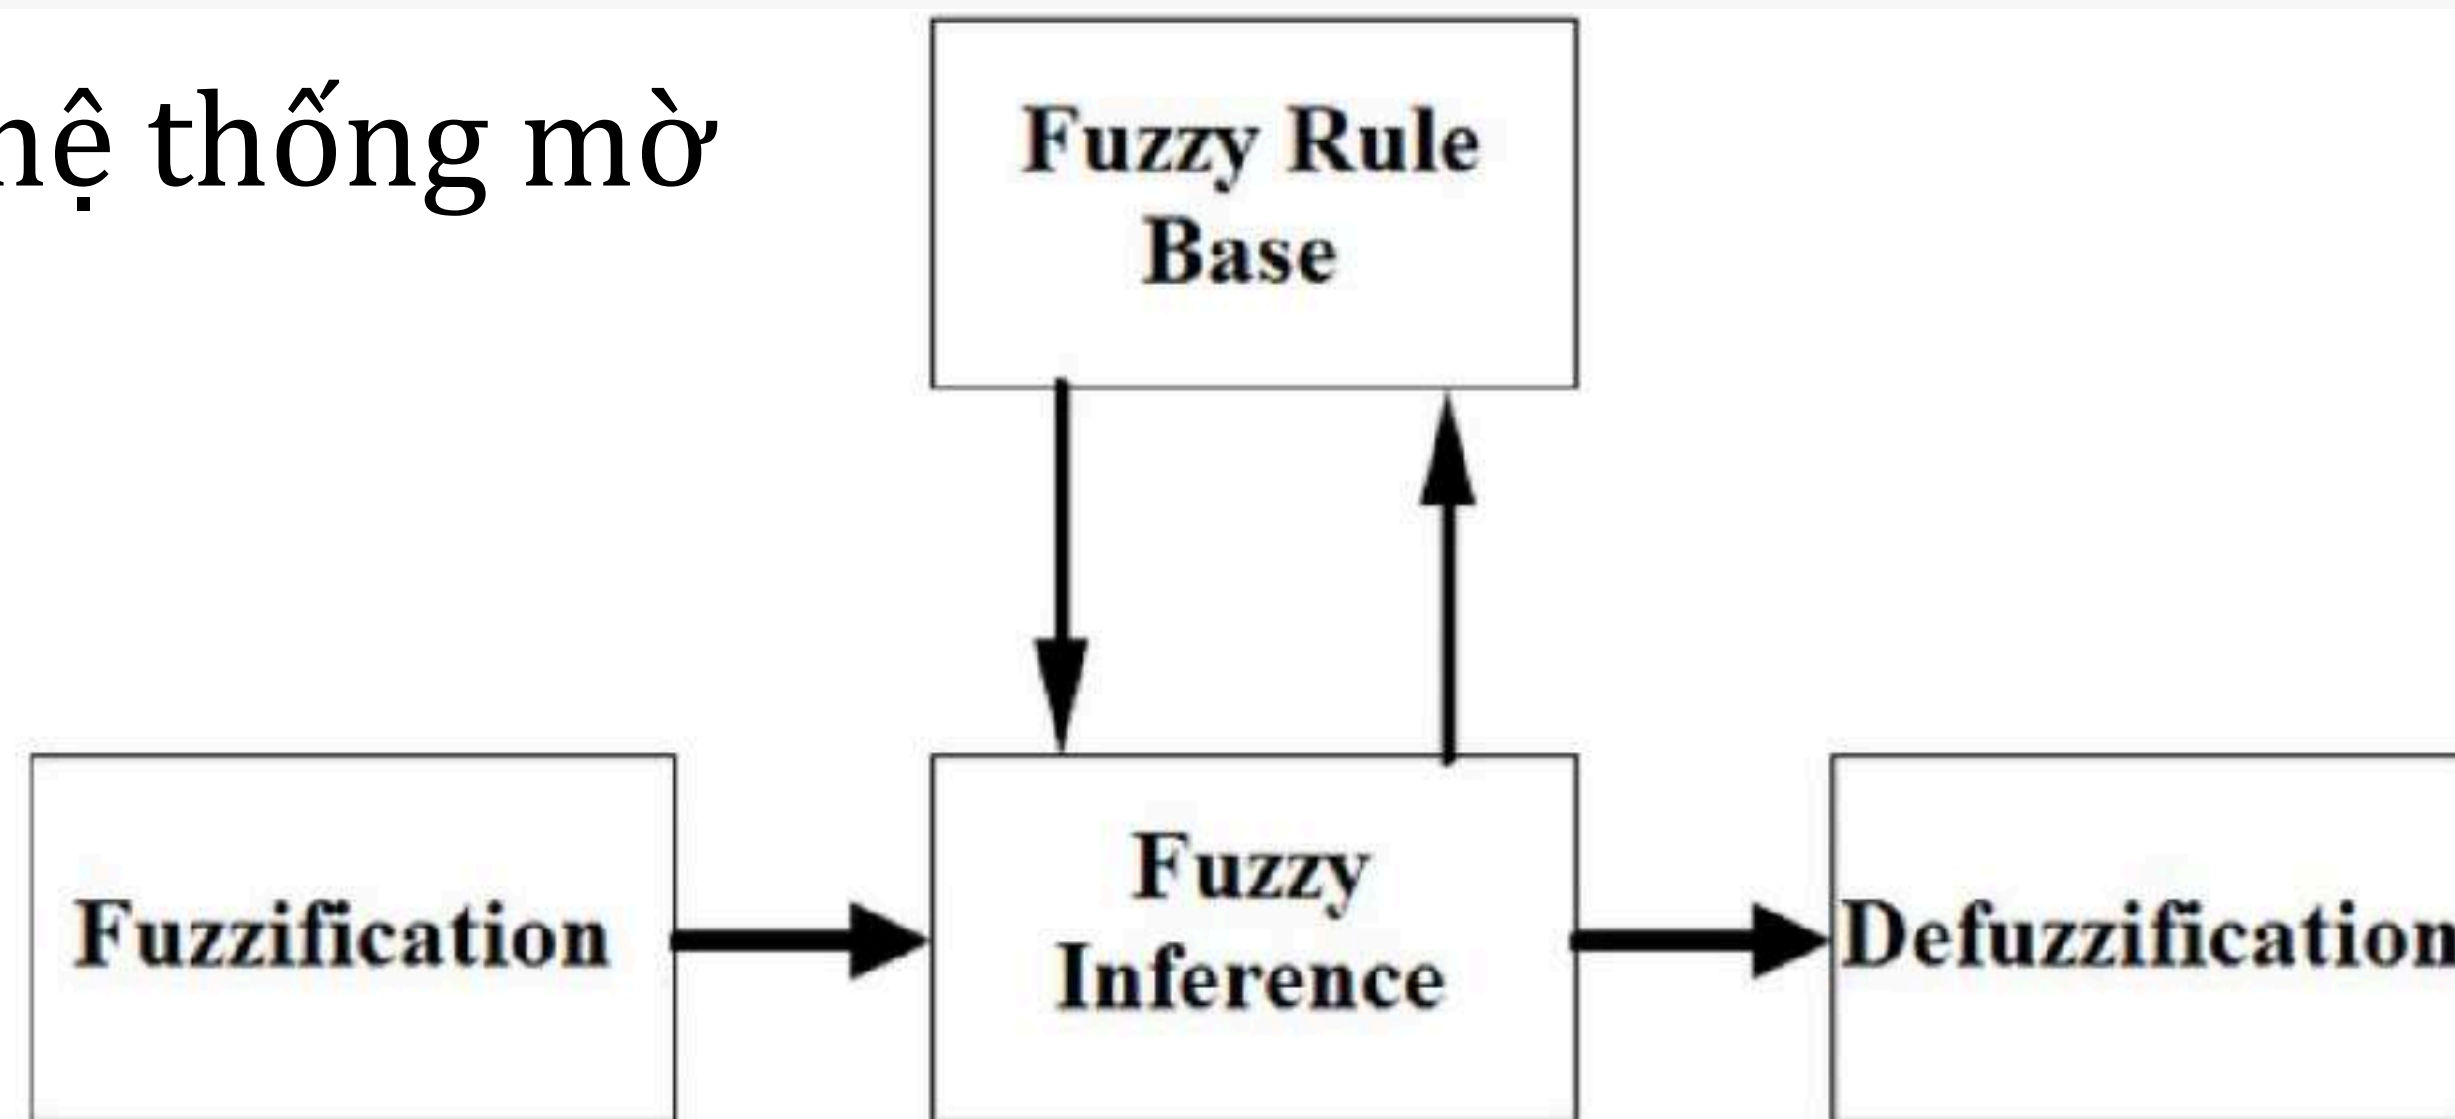 hệ thống mờ
Fuzzy Rule
Base
Fuzzification
Fuzzy
Inference
Defuzzification